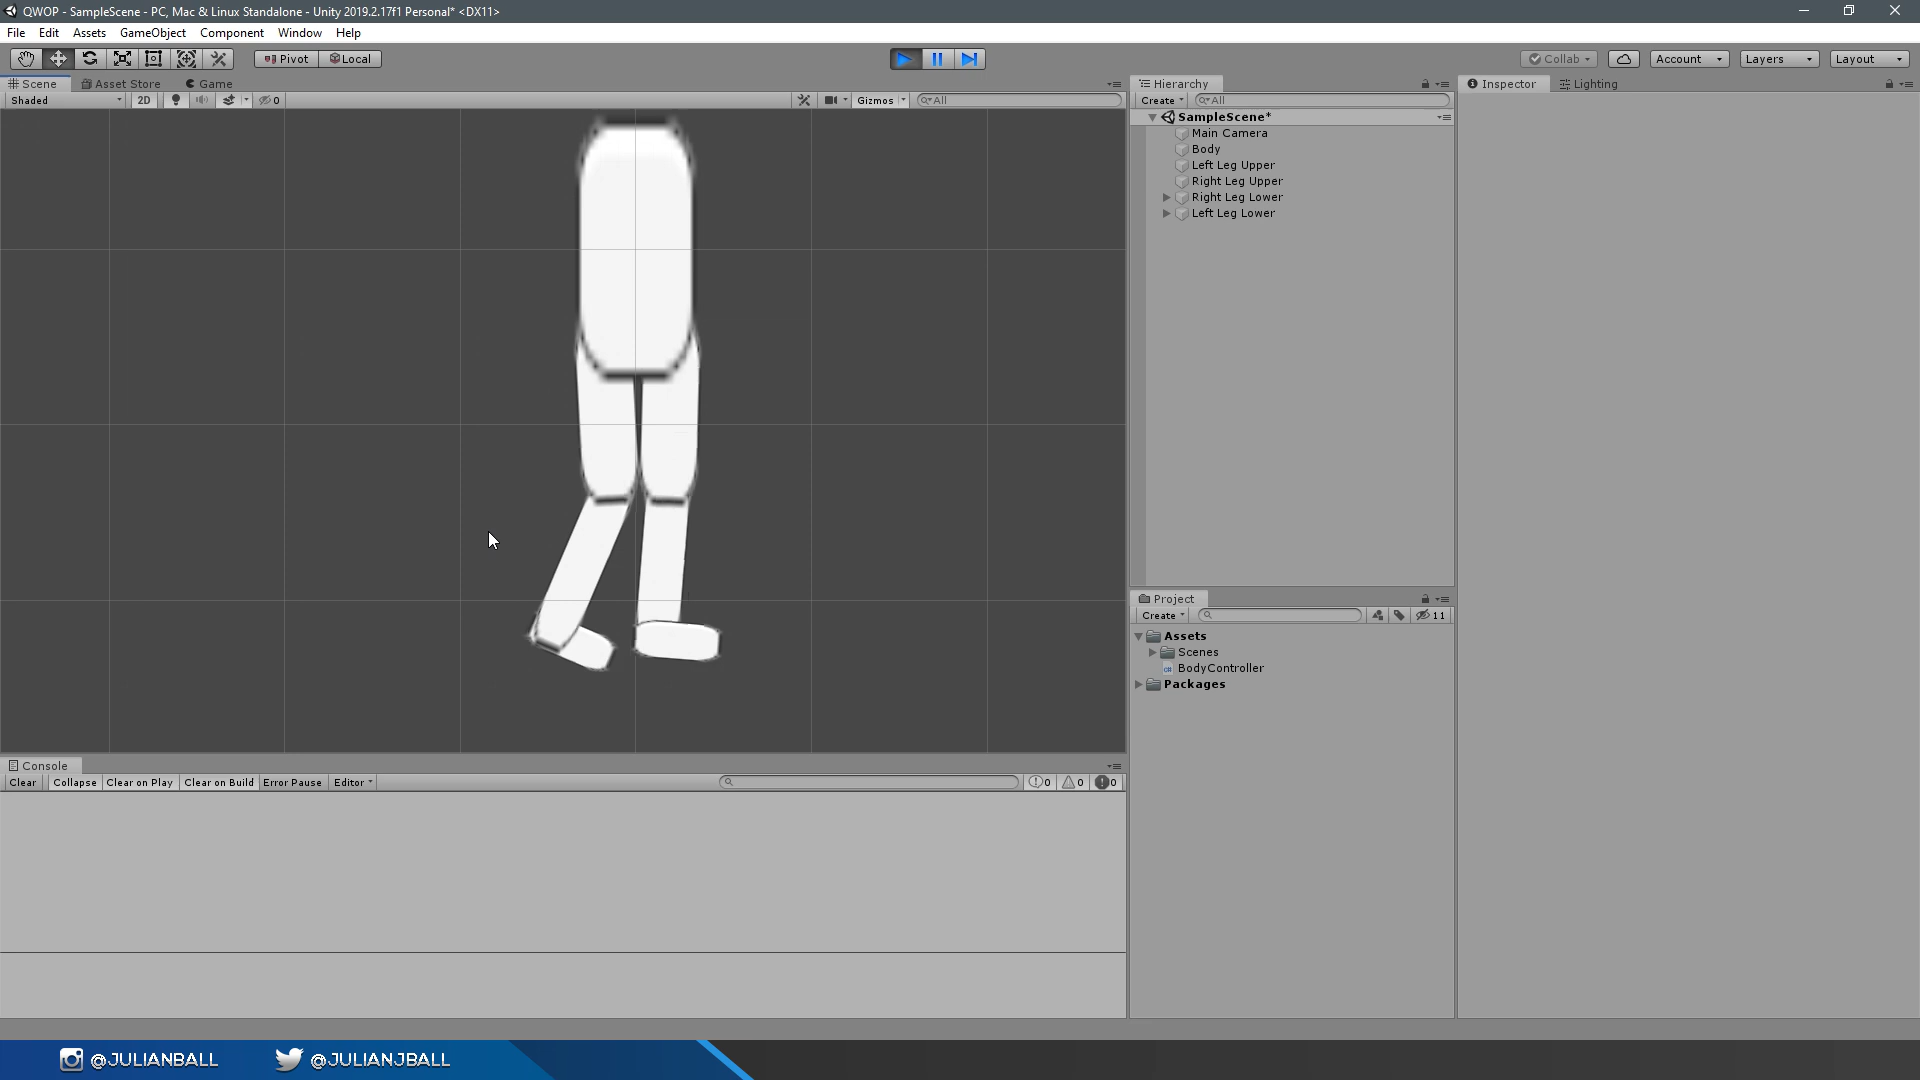 QWOP - SampleScene - PC, Mac & Linux Standalone - Unity 2019.2.17f1 Personal* <DX11>
File Edit Assets GameObject Component Window Help
Pivot Local Collab Account Layers Layout
Scene Asset Store Game
Shaded 2D 0 Gizmos All
Hierarchy
Create All
SampleScene*
Main Camera
Body
Left Leg Upper
Right Leg Upper
Right Leg Lower
Left Leg Lower
Inspector Lighting
Project
Create 11
Assets
Scenes
BodyController
Packages
Console
Clear Collapse Clear on Play Clear on Build Error Pause Editor 0 0 0
@JULIANBALL @JULIANJBALL